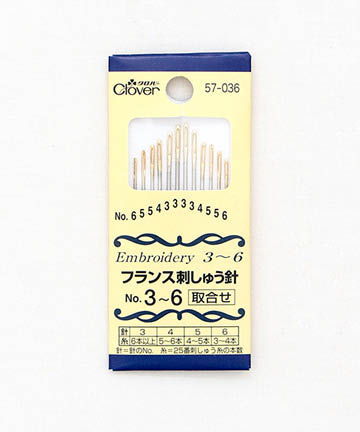 クロバー
Clover
57-036
No. 6 5 5 4 3 3 3 3 4 5 5 6
Embroidery 3〜6
フランス刺しゅう針
No. 3〜6 取合せ
針 3 4 5 6
糸 6本以上 5〜6本 4〜5本 3〜4本
針=針のNo. 糸=25番刺しゅう糸の本数